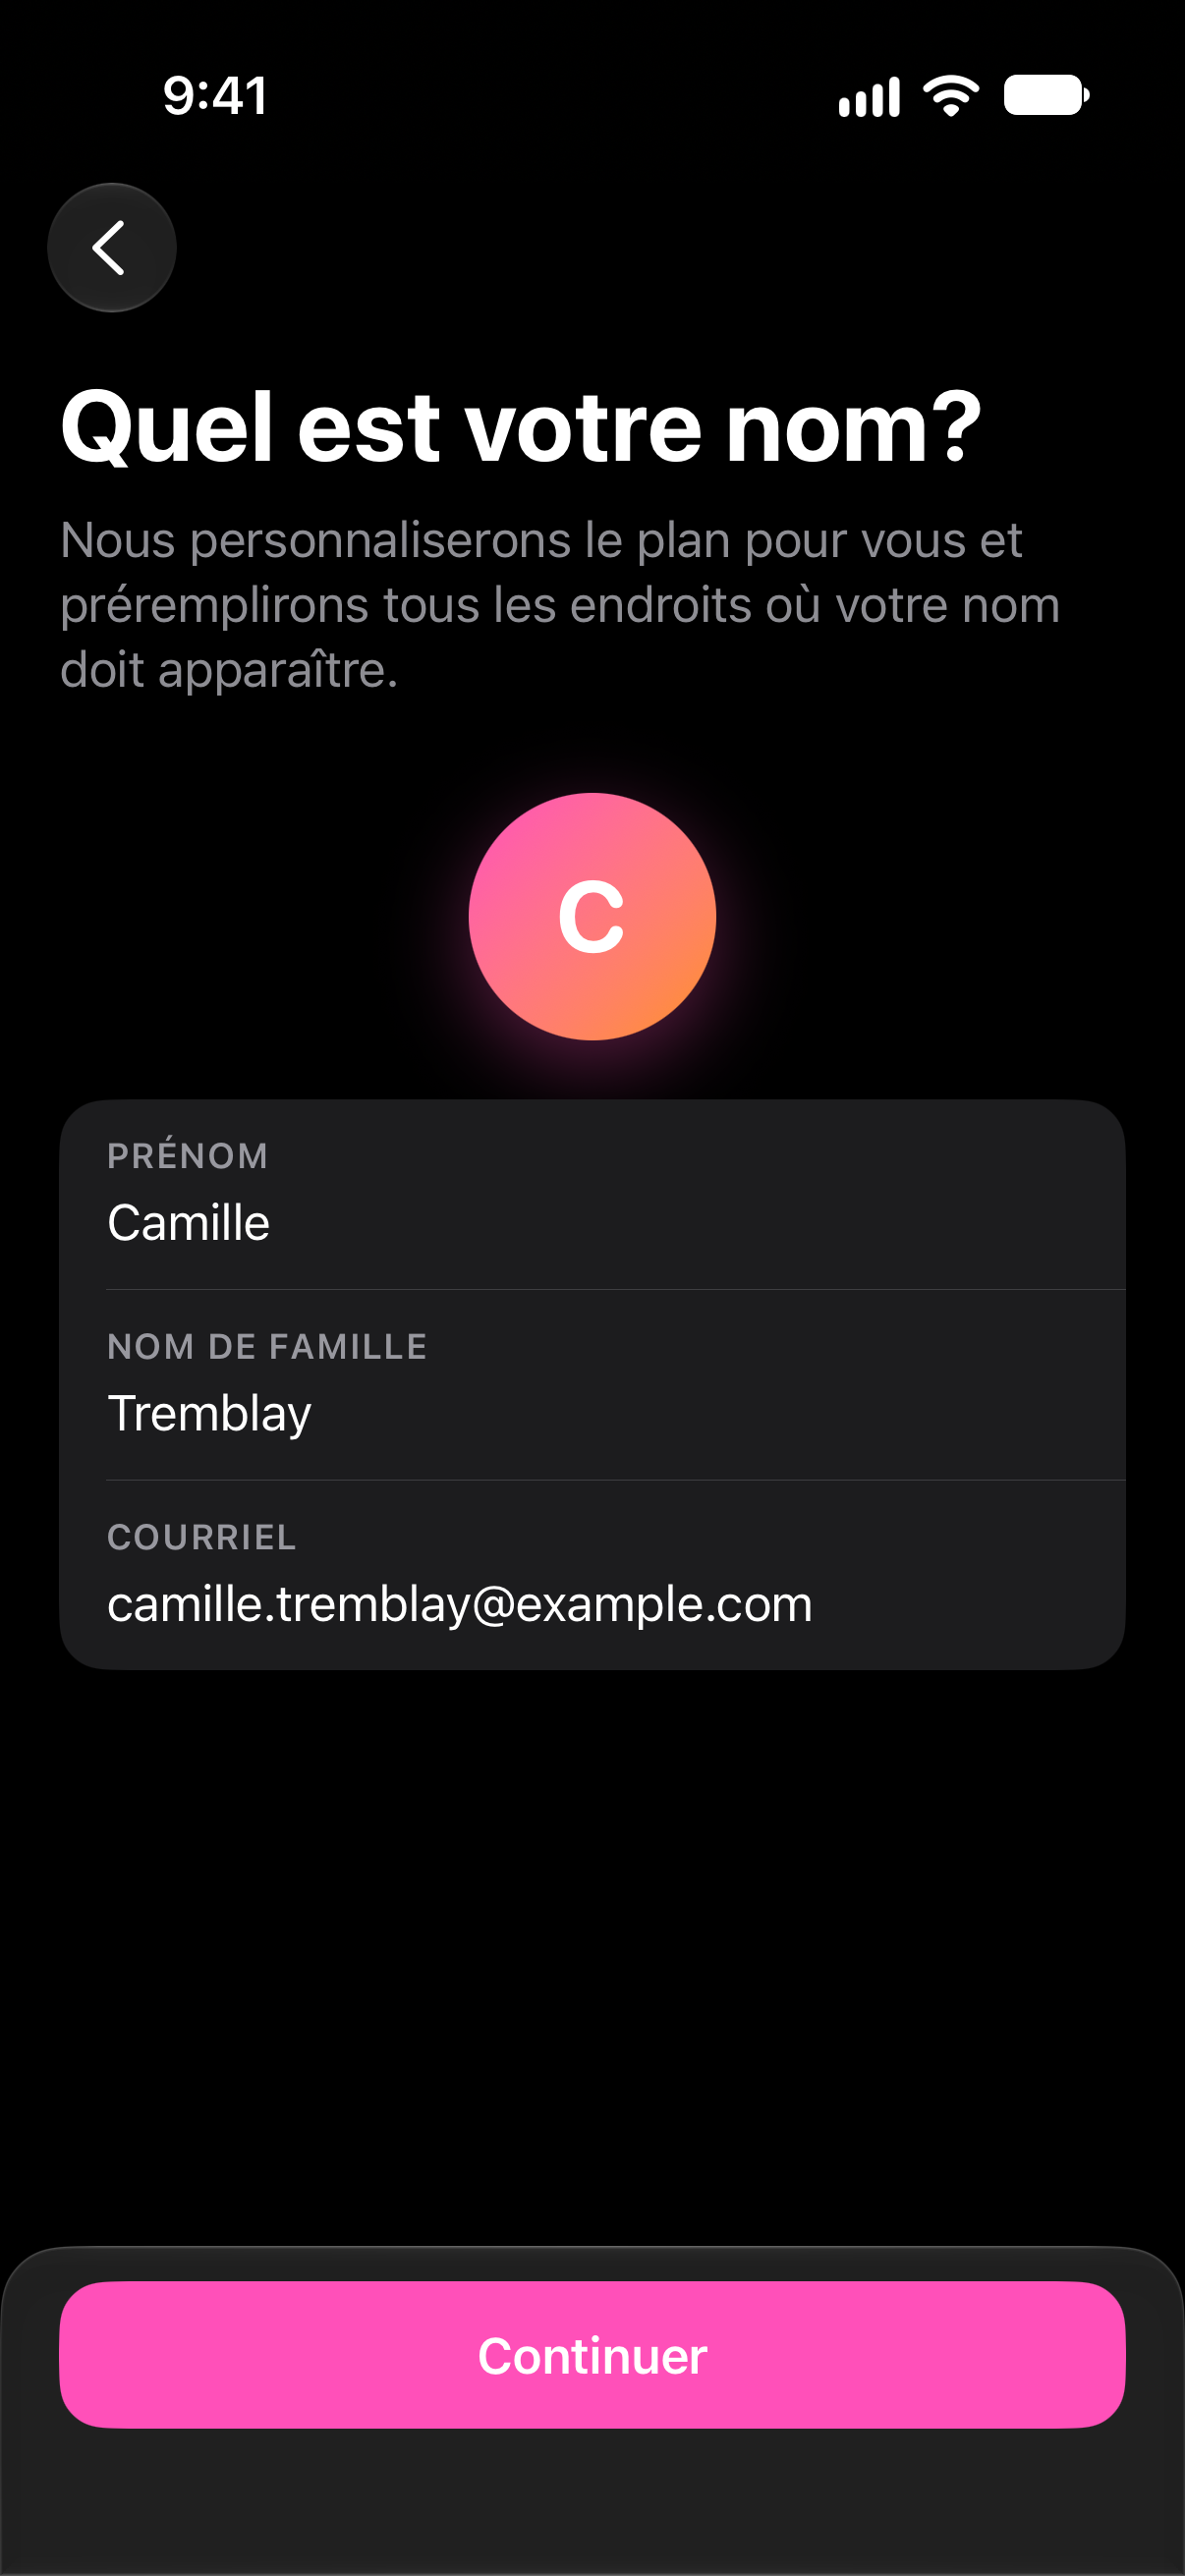 9:41
Quel est votre nom?
Nous personnaliserons le plan pour vous et
préremplirons tous les endroits où votre nom
doit apparaître.
C
PRÉNOM
Camille
NOM DE FAMILLE
Tremblay
COURRIEL
camille.tremblay@example.com
Continuer